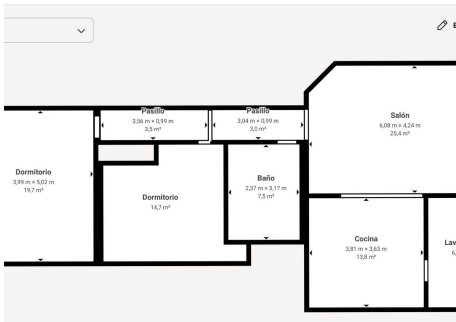 Pasillo
3,56 m × 0,99 m
3,5 m²
Pasillo
3,04 m × 0,99 m
3,0 m²
Salón
6,08 m × 4,24 m
25,4 m²
Dormitorio
3,99 m × 5,02 m
19,7 m²
Dormitorio
14,7 m²
Baño
2,37 m × 3,17 m
7,5 m²
Cocina
3,81 m × 3,63 m
13,8 m²
Lav
6,